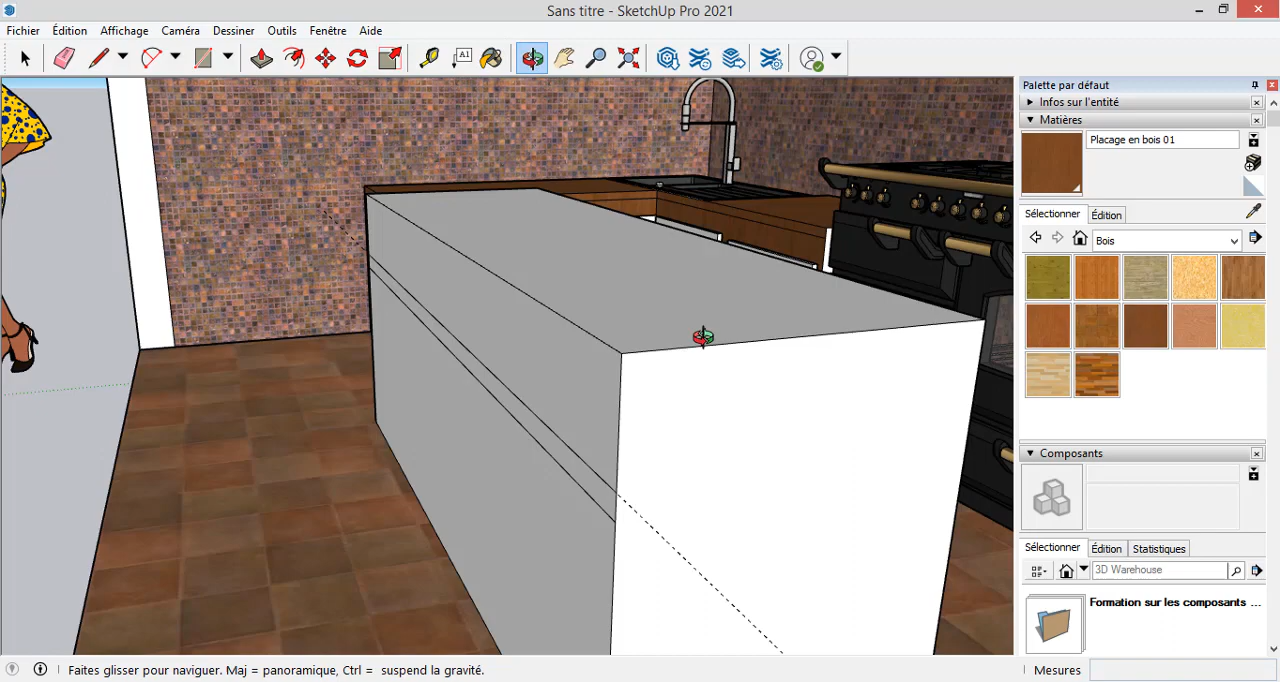 Sans titre - SketchUp Pro 2021
Fichier Édition Affichage Caméra Dessiner Outils Fenêtre Aide
A1
Palette par défaut
Infos sur l'entité
Matières
Placage en bois 01
Sélectionner Édition
Bois
Composants
Sélectionner Édition Statistiques
3D Warehouse
Formation sur les composants ...
Faites glisser pour naviguer. Maj = panoramique, Ctrl = suspend la gravité.
Mesures